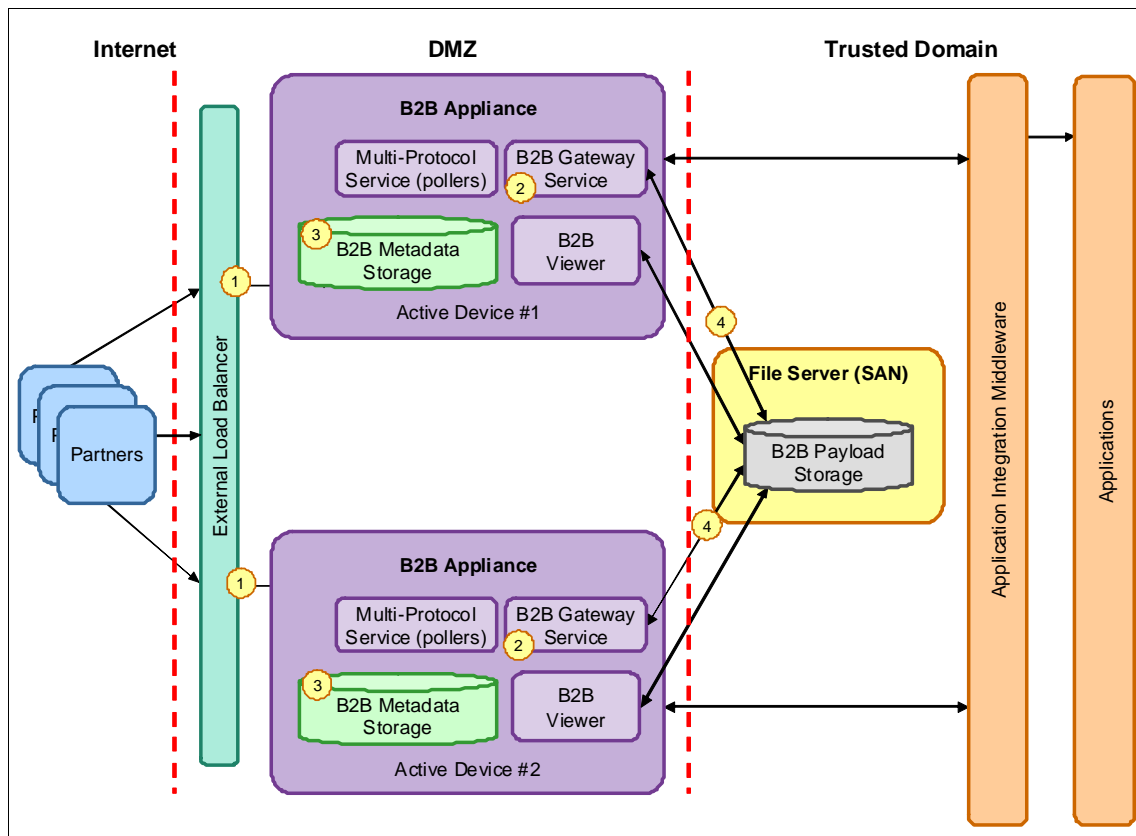 Internet
DMZ
Trusted Domain
B2B Appliance
Multi-Protocol
Service (pollers)
B2B Gateway
Service
2
3
B2B Metadata
Storage
B2B
Viewer
Active Device #1
1
4
External Load Balancer
P
P
Partners
File Server (SAN)
B2B Payload
Storage
4
Application Integration Middleware
Applications
1
B2B Appliance
Multi-Protocol
Service (pollers)
B2B Gateway
Service
2
3
B2B Metadata
Storage
B2B
Viewer
Active Device #2